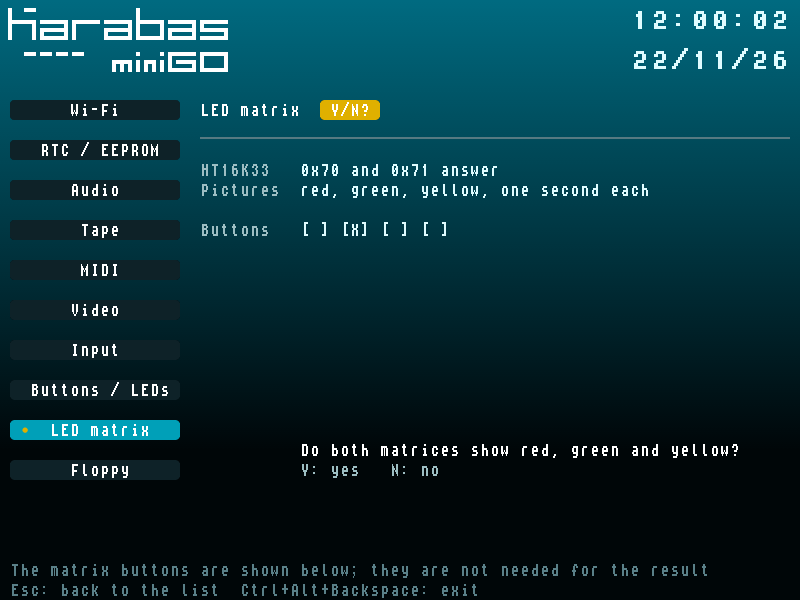 harabas
miniGO
12:00:02
22/11/26
Wi-Fi
RTC / EEPROM
Audio
Tape
MIDI
Video
Input
Buttons / LEDs
LED matrix
Floppy
LED matrix Y/N?
HT16K33 0x70 and 0x71 answer
Pictures red, green, yellow, one second each
Buttons [ ] [X] [ ] [ ]
Do both matrices show red, green and yellow?
Y: yes N: no
The matrix buttons are shown below; they are not needed for the result
Esc: back to the list Ctrl+Alt+Backspace: exit